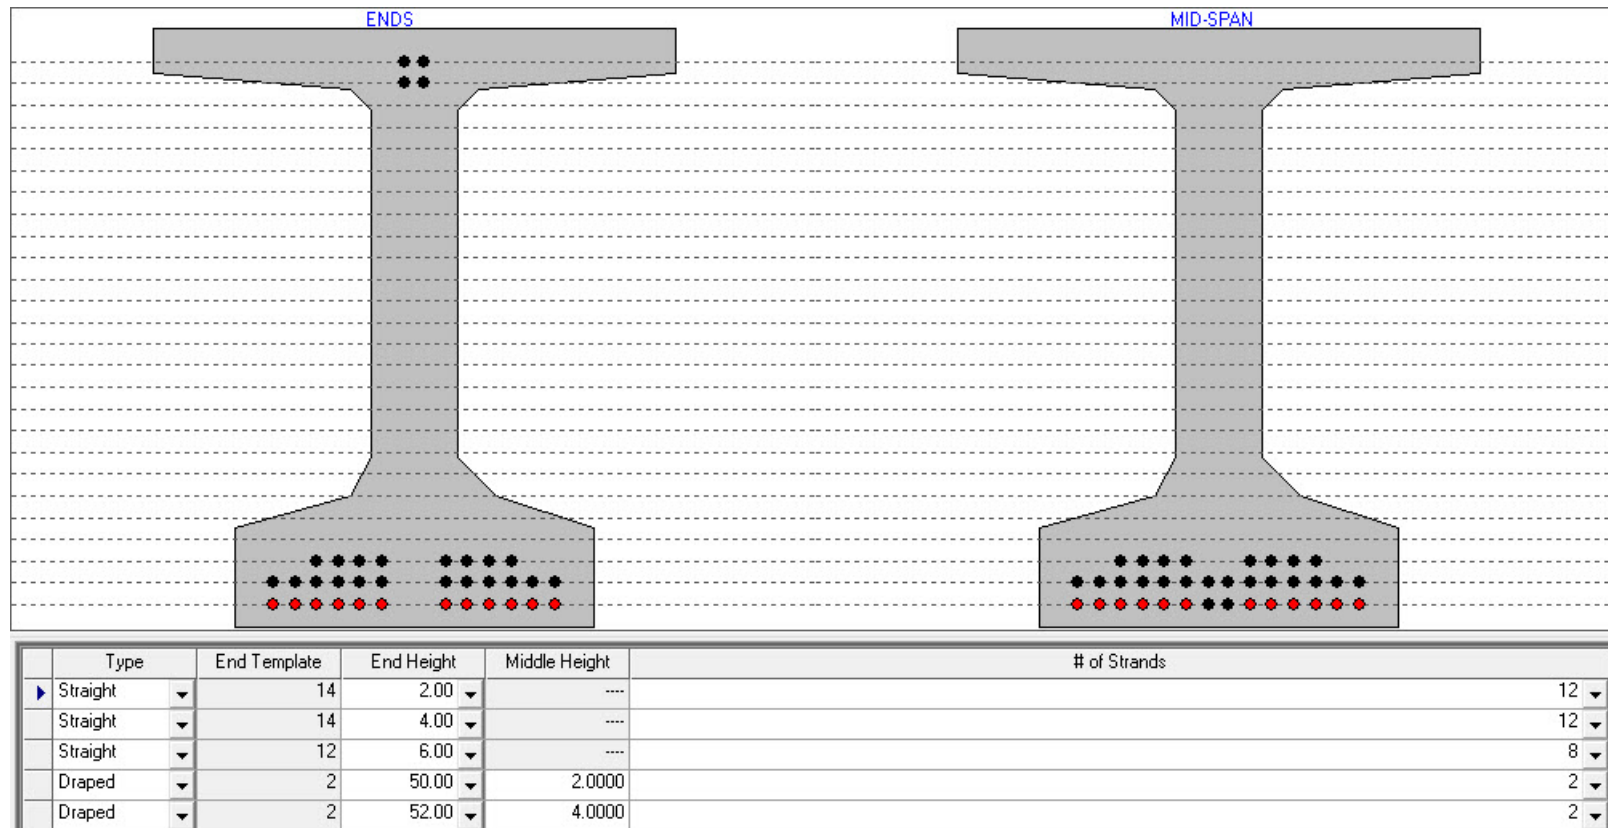 ENDS MID-SPAN
Type End Template End Height Middle Height # of Strands
Straight 14 2.00 ---- 12
Straight 14 4.00 ---- 12
Straight 12 6.00 ---- 8
Draped 2 50.00 2.0000 2
Draped 2 52.00 4.0000 2